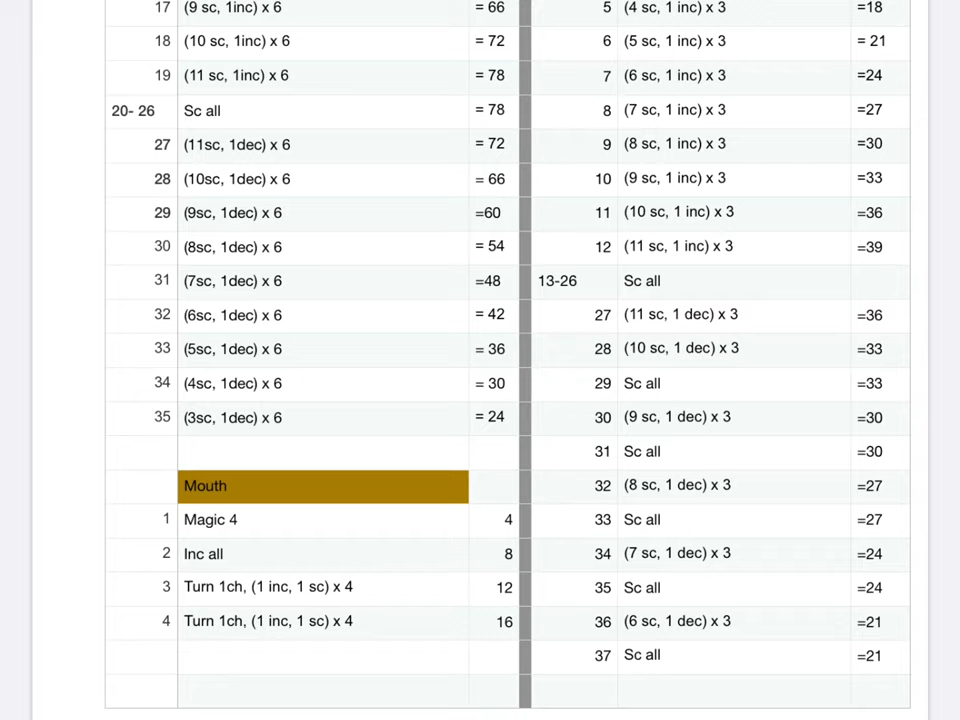 17 (9 sc, 1inc) x 6 = 66
18 (10 sc, 1inc) x 6 = 72
19 (11 sc, 1inc) x 6 = 78
20- 26 Sc all = 78
27 (11sc, 1dec) x 6 = 72
28 (10sc, 1dec) x 6 = 66
29 (9sc, 1dec) x 6 =60
30 (8sc, 1dec) x 6 = 54
31 (7sc, 1dec) x 6 =48
32 (6sc, 1dec) x 6 = 42
33 (5sc, 1dec) x 6 = 36
34 (4sc, 1dec) x 6 = 30
35 (3sc, 1dec) x 6 = 24
Mouth
1 Magic 4 4
2 Inc all 8
3 Turn 1ch, (1 inc, 1 sc) x 4 12
4 Turn 1ch, (1 inc, 1 sc) x 4 16
5 (4 sc, 1 inc) x 3 =18
6 (5 sc, 1 inc) x 3 = 21
7 (6 sc, 1 inc) x 3 =24
8 (7 sc, 1 inc) x 3 =27
9 (8 sc, 1 inc) x 3 =30
10 (9 sc, 1 inc) x 3 =33
11 (10 sc, 1 inc) x 3 =36
12 (11 sc, 1 inc) x 3 =39
13-26 Sc all
27 (11 sc, 1 dec) x 3 =36
28 (10 sc, 1 dec) x 3 =33
29 Sc all =33
30 (9 sc, 1 dec) x 3 =30
31 Sc all =30
32 (8 sc, 1 dec) x 3 =27
33 Sc all =27
34 (7 sc, 1 dec) x 3 =24
35 Sc all =24
36 (6 sc, 1 dec) x 3 =21
37 Sc all =21